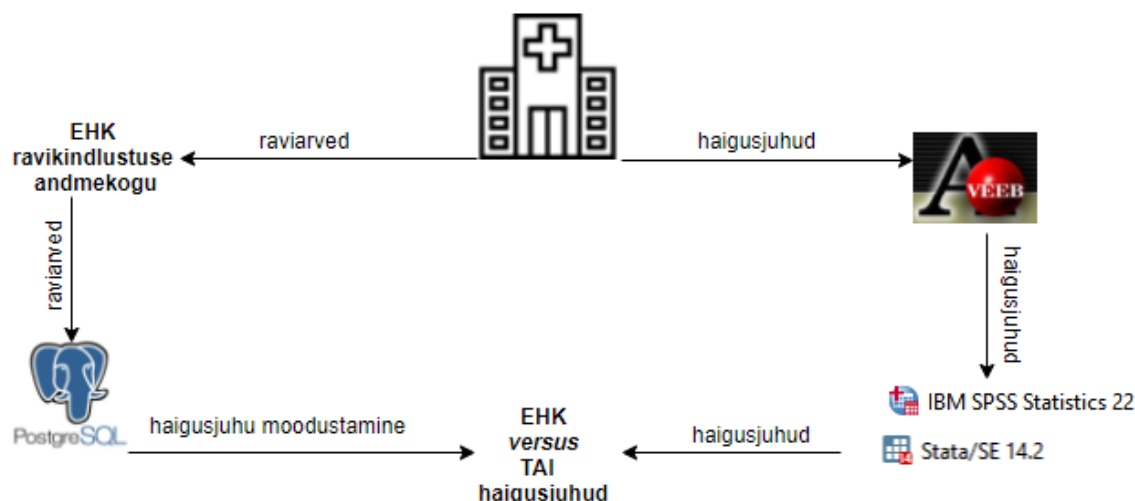 raviarved
haigusjuhud
EHK
ravikindlustuse
andmekogu
A
VEEB
raviarved
haigusjuhud
PostgreSQL
haigusjuhu moodustamine
EHK
versus
TAI
haigusjuhud
haigusjuhud
IBM SPSS Statistics 22
Stata/SE 14.2